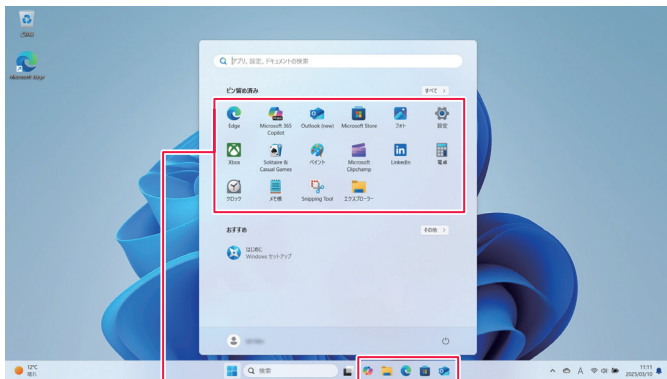 ごみ箱
Microsoft Edge
アプリ、設定、ドキュメントの検索
ピン留め済み
すべて
Edge
Microsoft 365 Copilot
Outlook (new)
Microsoft Store
フォト
設定
Xbox
Solitaire & Casual Games
ペイント
Microsoft Clipchamp
LinkedIn
電卓
クロック
メモ帳
Snipping Tool
エクスプローラー
おすすめ
その他
はじめに
Windows セットアップ
12°C
晴れ
検索
A
11:11
2025/03/10